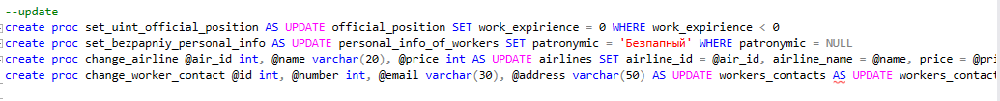 --update
create proc set_uint_official_position AS UPDATE official_position SET work_expirience = 0 WHERE work_expirience < 0
create proc set_bezpapniy_personal_info AS UPDATE personal_info_of_workers SET patronymic = 'Безпапный' WHERE patronymic = NULL
create proc change_airline @air_id int, @name varchar(20), @price int AS UPDATE airlines SET airline_id = @air_id, airline_name = @name, price = @pri
create proc change_worker_contact @id int, @number int, @email varchar(30), @address varchar(50) AS UPDATE workers_contacts AS UPDATE workers_contact